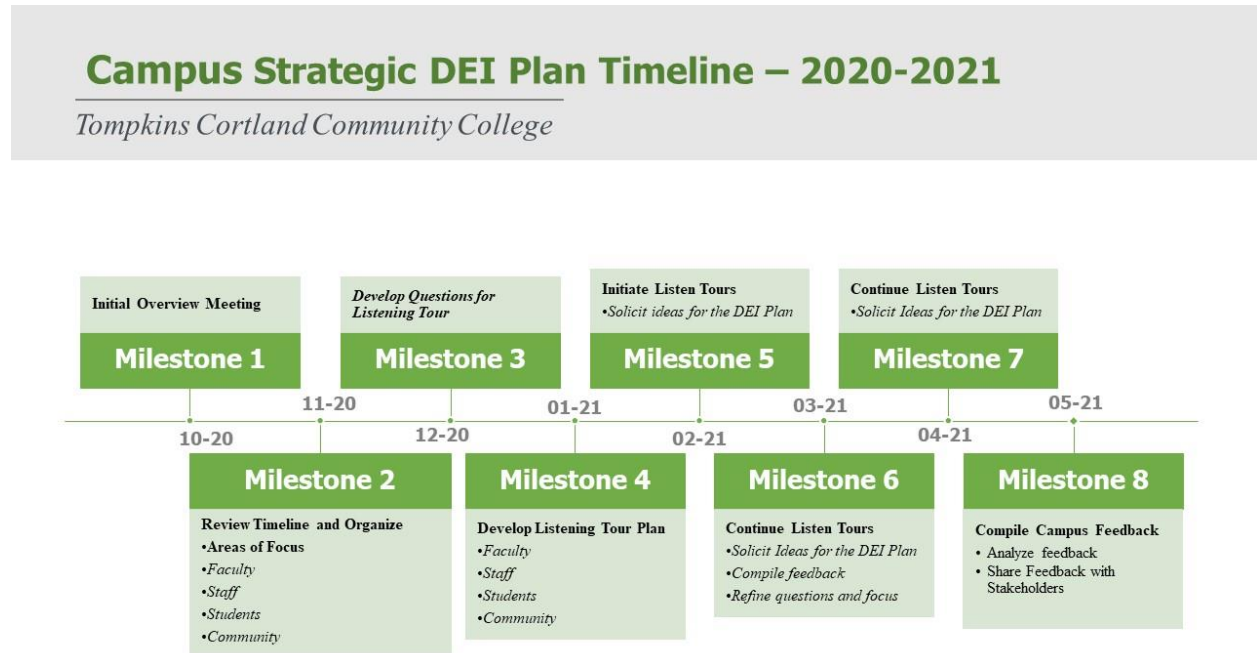 Campus Strategic DEI Plan Timeline – 2020-2021
Tompkins Cortland Community College
Initial Overview Meeting
Milestone 1
10-20
11-20
Milestone 2
Review Timeline and Organize
•Areas of Focus
•Faculty
•Staff
•Students
•Community
Develop Questions for
Listening Tour
Milestone 3
12-20
01-21
Milestone 4
Develop Listening Tour Plan
•Faculty
•Staff
•Students
•Community
Initiate Listen Tours
•Solicit ideas for the DEI Plan
Milestone 5
02-21
03-21
Milestone 6
Continue Listen Tours
•Solicit Ideas for the DEI Plan
•Compile feedback
•Refine questions and focus
Continue Listen Tours
•Solicit Ideas for the DEI Plan
Milestone 7
04-21
05-21
Milestone 8
Compile Campus Feedback
• Analyze feedback
• Share Feedback with
Stakeholders